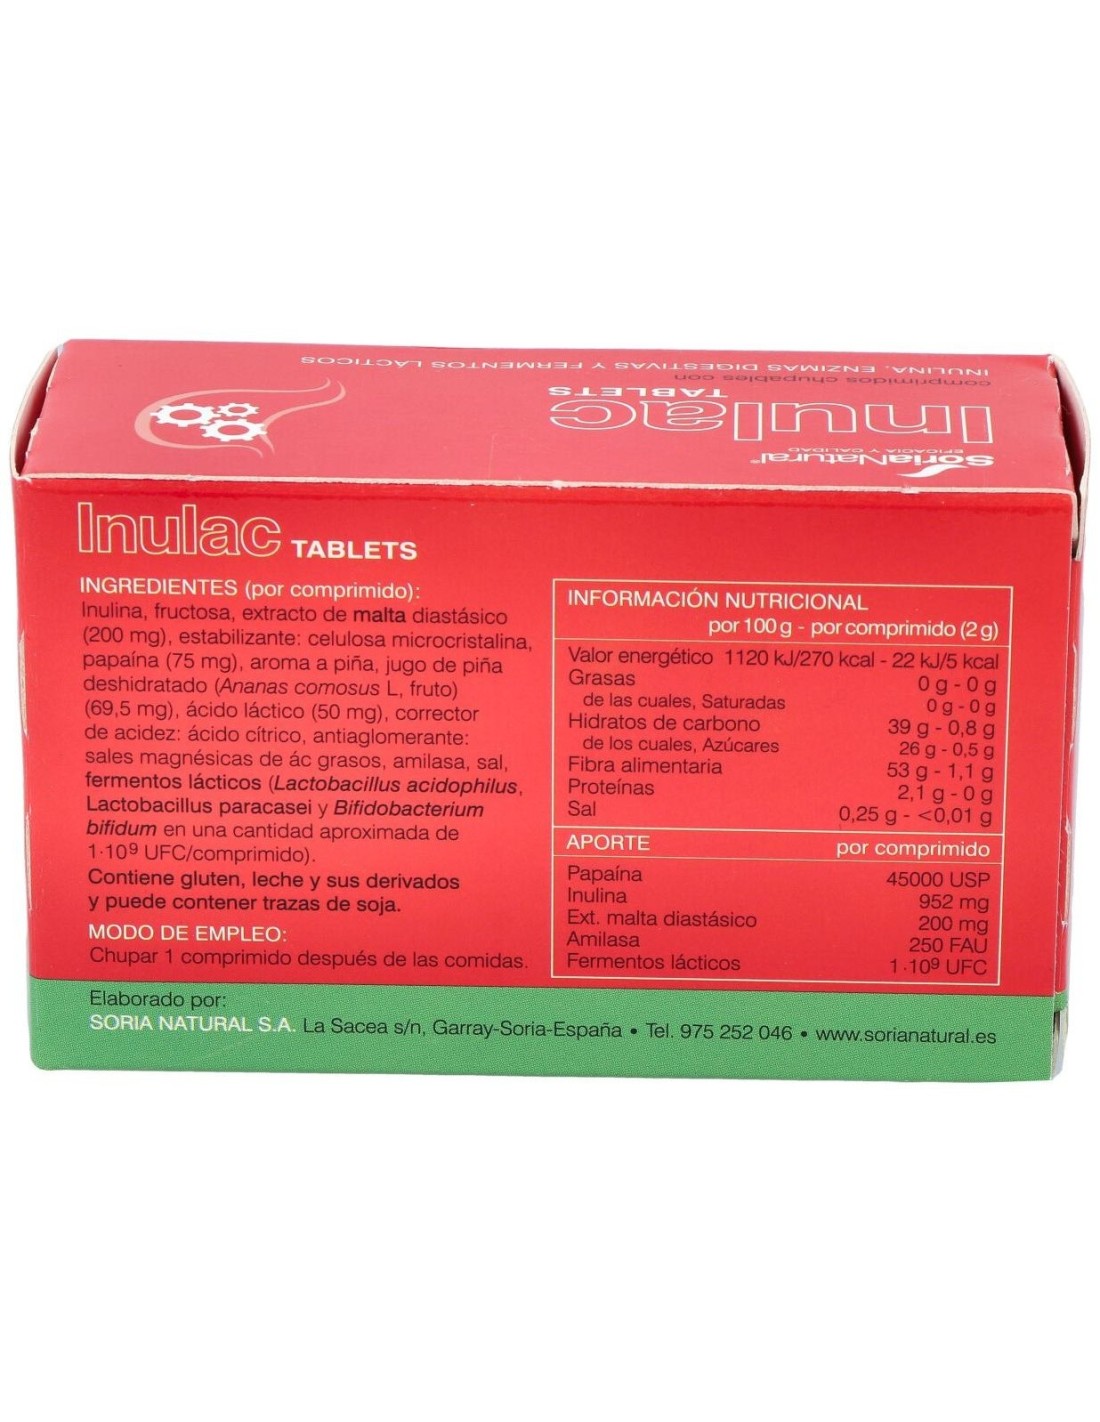 SoriaNatural®
EFICACIA Y CALIDAD
Inulac
TABLETS
comprimidos chupables con
INULINA, ENZIMAS DIGESTIVAS Y FERMENTOS LÁCTICOS
Inulac TABLETS
INGREDIENTES (por comprimido):
Inulina, fructosa, extracto de malta diastásico
(200 mg), estabilizante: celulosa microcristalina,
papaína (75 mg), aroma a piña, jugo de piña
deshidratado (Ananas comosus L, fruto)
(69,5 mg), ácido láctico (50 mg), corrector
de acidez: ácido cítrico, antiaglomerante:
sales magnésicas de ác grasos, amilasa, sal,
fermentos lácticos (Lactobacillus acidophilus,
Lactobacillus paracasei y Bifidobacterium
bifidum en una cantidad aproximada de
1·10⁹ UFC/comprimido).
Contiene gluten, leche y sus derivados
y puede contener trazas de soja.
MODO DE EMPLEO:
Chupar 1 comprimido después de las comidas.
INFORMACIÓN NUTRICIONAL
por 100 g - por comprimido (2 g)
Valor energético 1120 kJ/270 kcal - 22 kJ/5 kcal
Grasas 0 g - 0 g
de las cuales, Saturadas 0 g - 0 g
Hidratos de carbono 39 g - 0,8 g
de los cuales, Azúcares 26 g - 0,5 g
Fibra alimentaria 53 g - 1,1 g
Proteínas 2,1 g - 0 g
Sal 0,25 g - <0,01 g
APORTE por comprimido
Papaína 45000 USP
Inulina 952 mg
Ext. malta diastásico 200 mg
Amilasa 250 FAU
Fermentos lácticos 1·10⁹ UFC
Elaborado por:
SORIA NATURAL S.A. La Sacea s/n, Garray-Soria-España • Tel. 975 252 046 • www.sorianatural.es